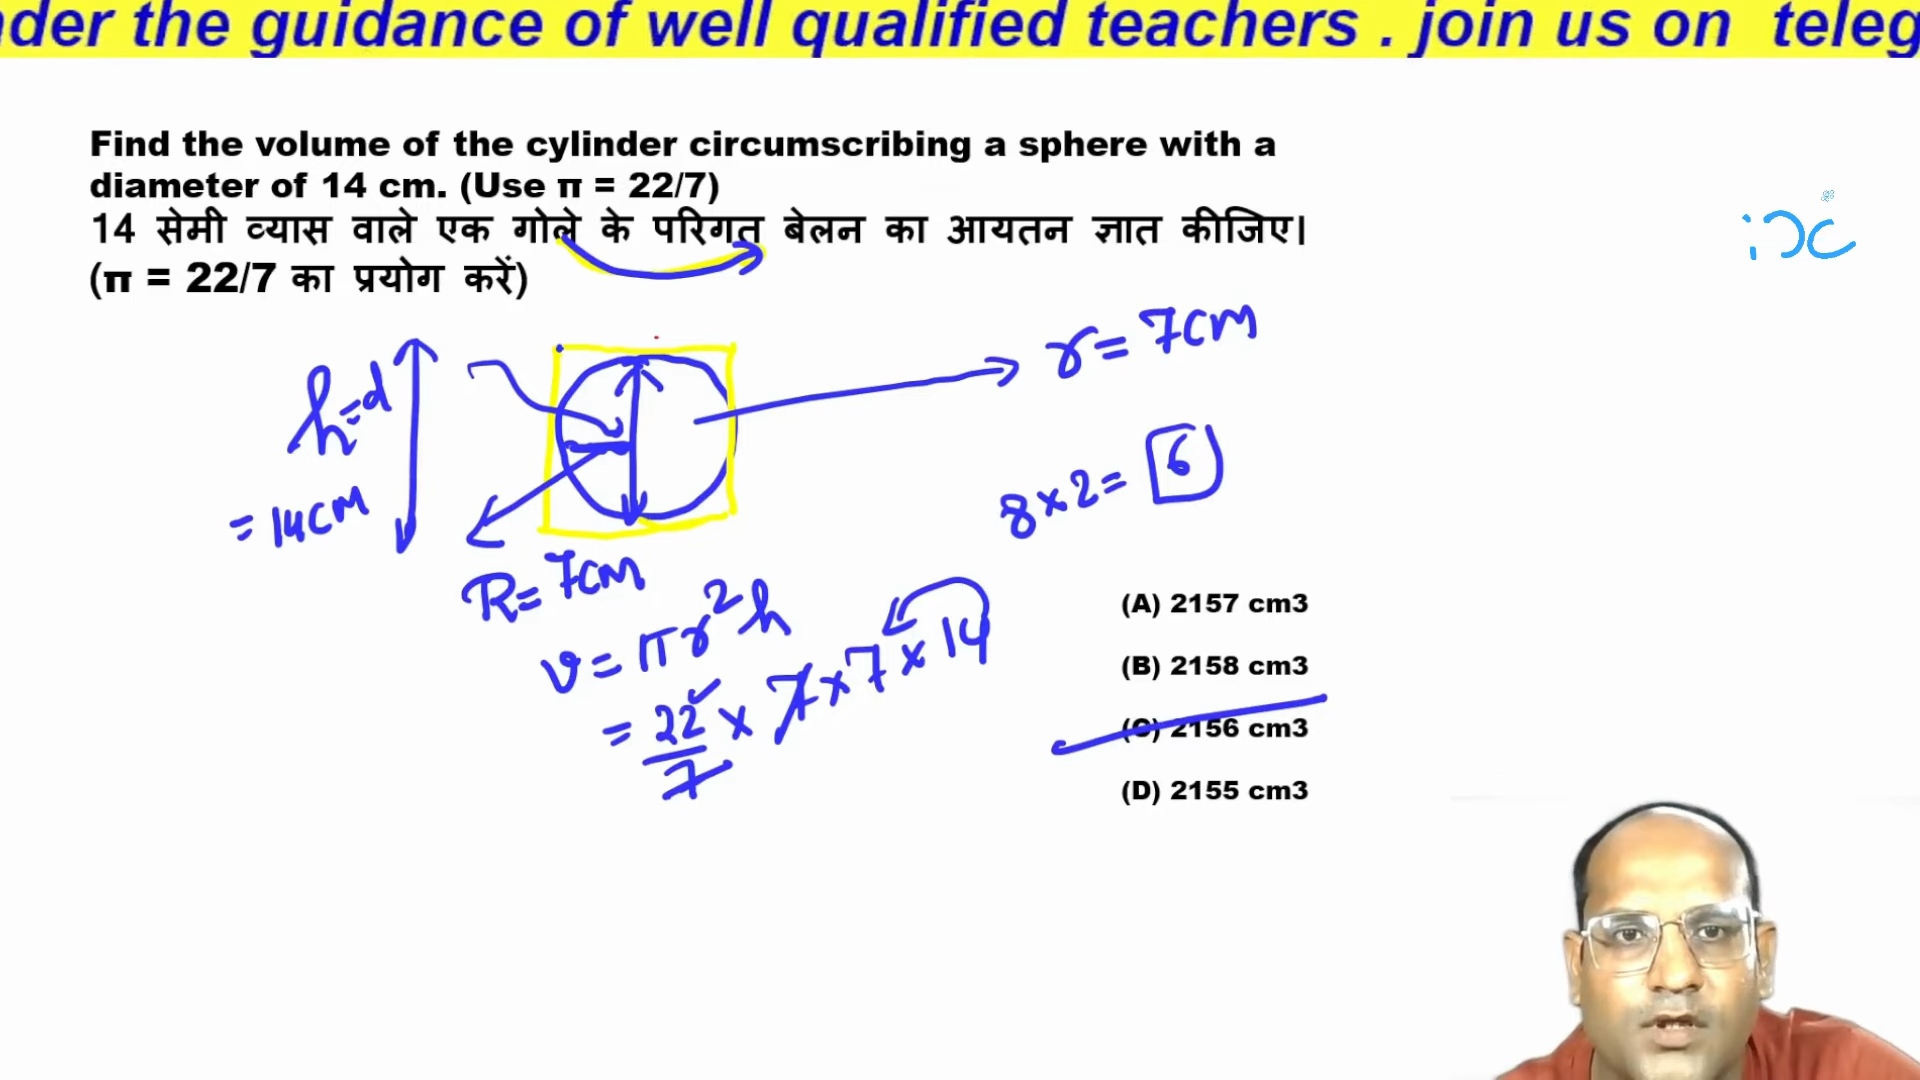 der the guidance of well qualified teachers . join us on teleg
Find the volume of the cylinder circumscribing a sphere with a
diameter of 14 cm. (Use π = 22/7)
14 सेमी व्यास वाले एक गोले के परिगत बेलन का आयतन ज्ञात कीजिए।
(π = 22/7 का प्रयोग करें)
r = 7cm
h = d
= 14cm
8×2= 6
R= 7cm
v = πr²h
= 22/7 × 7×7×14
(A) 2157 cm3
(B) 2158 cm3
(C) 2156 cm3
(D) 2155 cm3